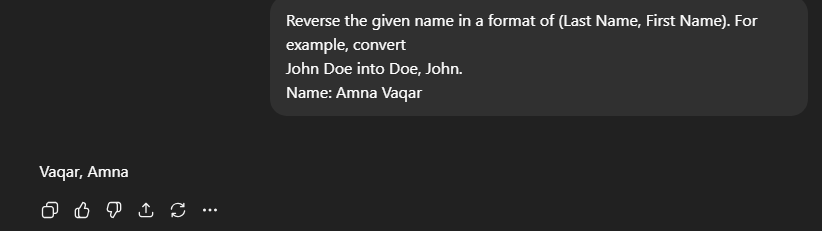 Reverse the given name in a format of (Last Name, First Name). For
example, convert
John Doe into Doe, John.
Name: Amna Vaqar
Vaqar, Amna